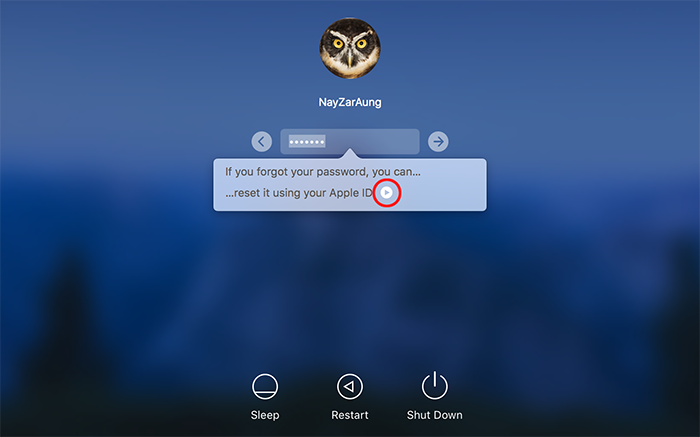 NayZarAung
If you forgot your password, you can...
...reset it using your Apple ID
Sleep
Restart
Shut Down